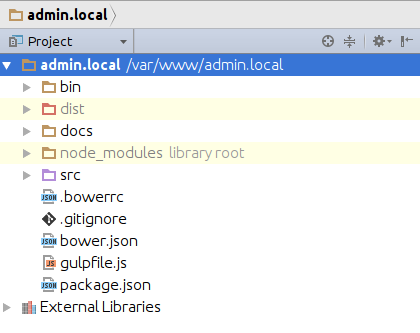 admin.local
Project
admin.local /var/www/admin.local
bin
dist
docs
node_modules library root
src
JSON .bowerrc
.gitignore
JSON bower.json
JS gulpfile.js
JSON package.json
External Libraries